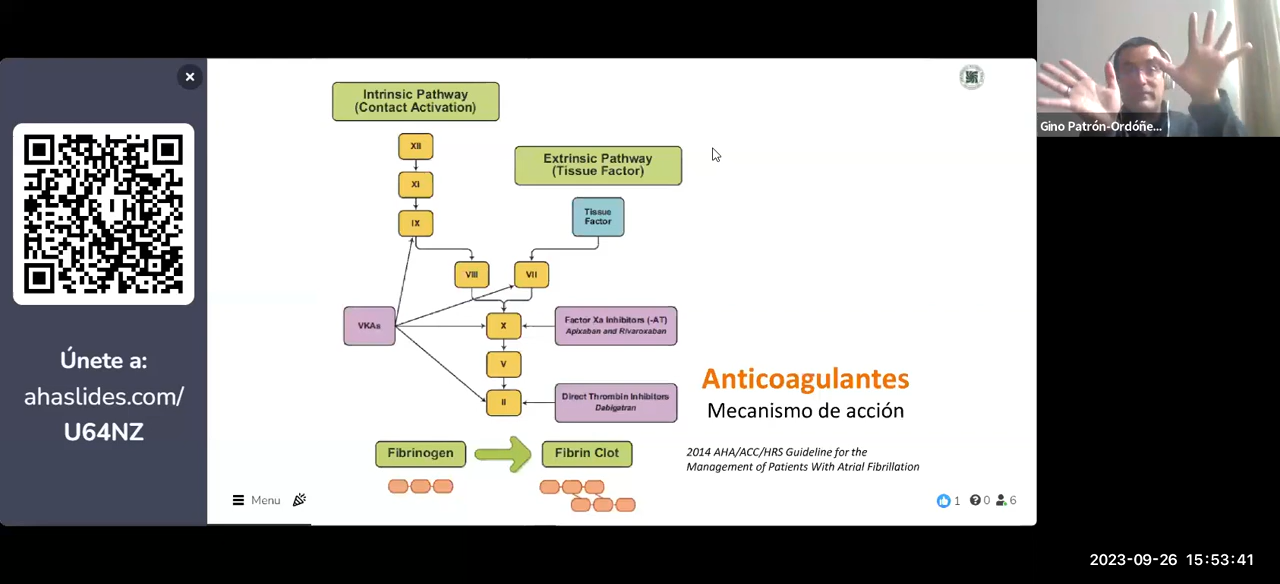 Únete a:
ahaslides.com/
U64NZ
Intrinsic Pathway
(Contact Activation)
XII
XI
IX
Extrinsic Pathway
(Tissue Factor)
Tissue
Factor
VIII
VII
VKAs
X
Factor Xa Inhibitors (-AT)
Apixaban and Rivaroxaban
V
II
Direct Thrombin Inhibitors
Dabigatran
Fibrinogen
Fibrin Clot
Anticoagulantes
Mecanismo de acción
2014 AHA/ACC/HRS Guideline for the
Management of Patients With Atrial Fibrillation
Menu
1
0
6
Gino Patrón-Ordóñe...
2023-09-26 15:53:41